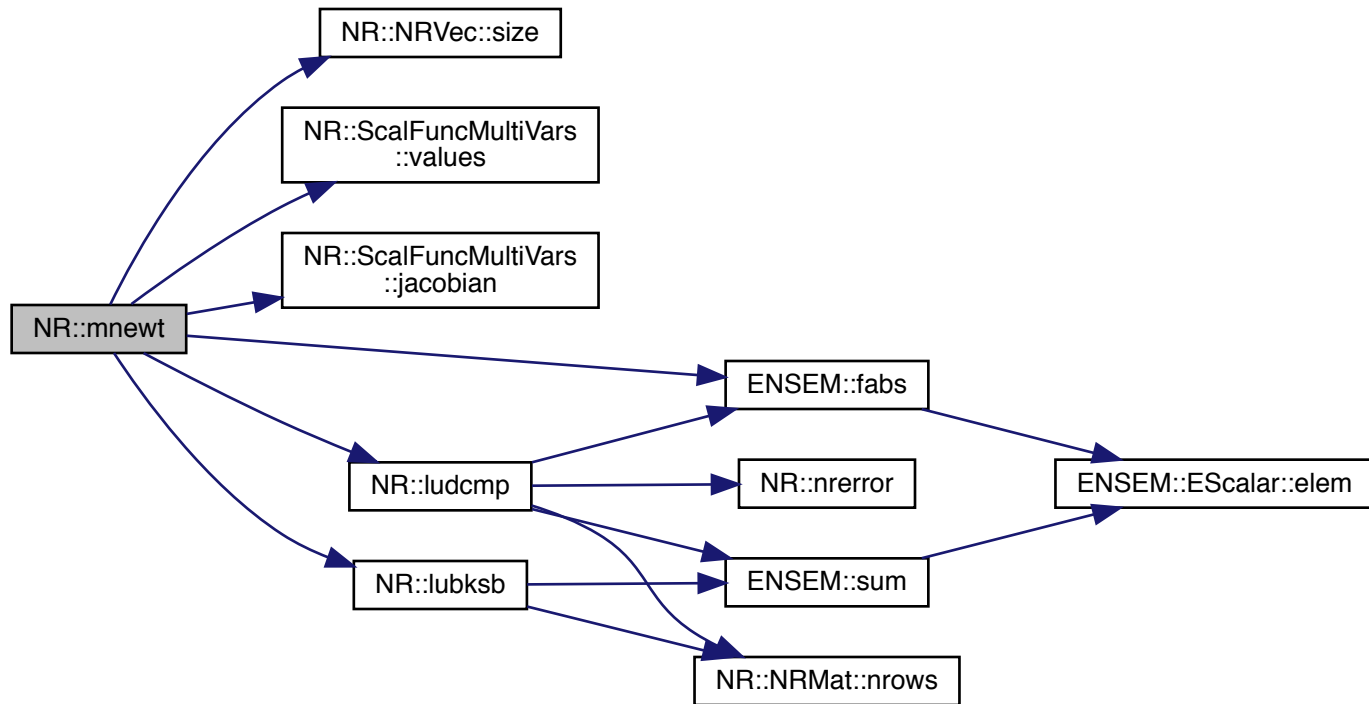 NR::NRVec::size
NR::ScalFuncMultiVars
::values
NR::ScalFuncMultiVars
::jacobian
NR::mnewt
ENSEM::fabs
NR::ludcmp
NR::nrerror
ENSEM::EScalar::elem
NR::lubksb
ENSEM::sum
NR::NRMat::nrows